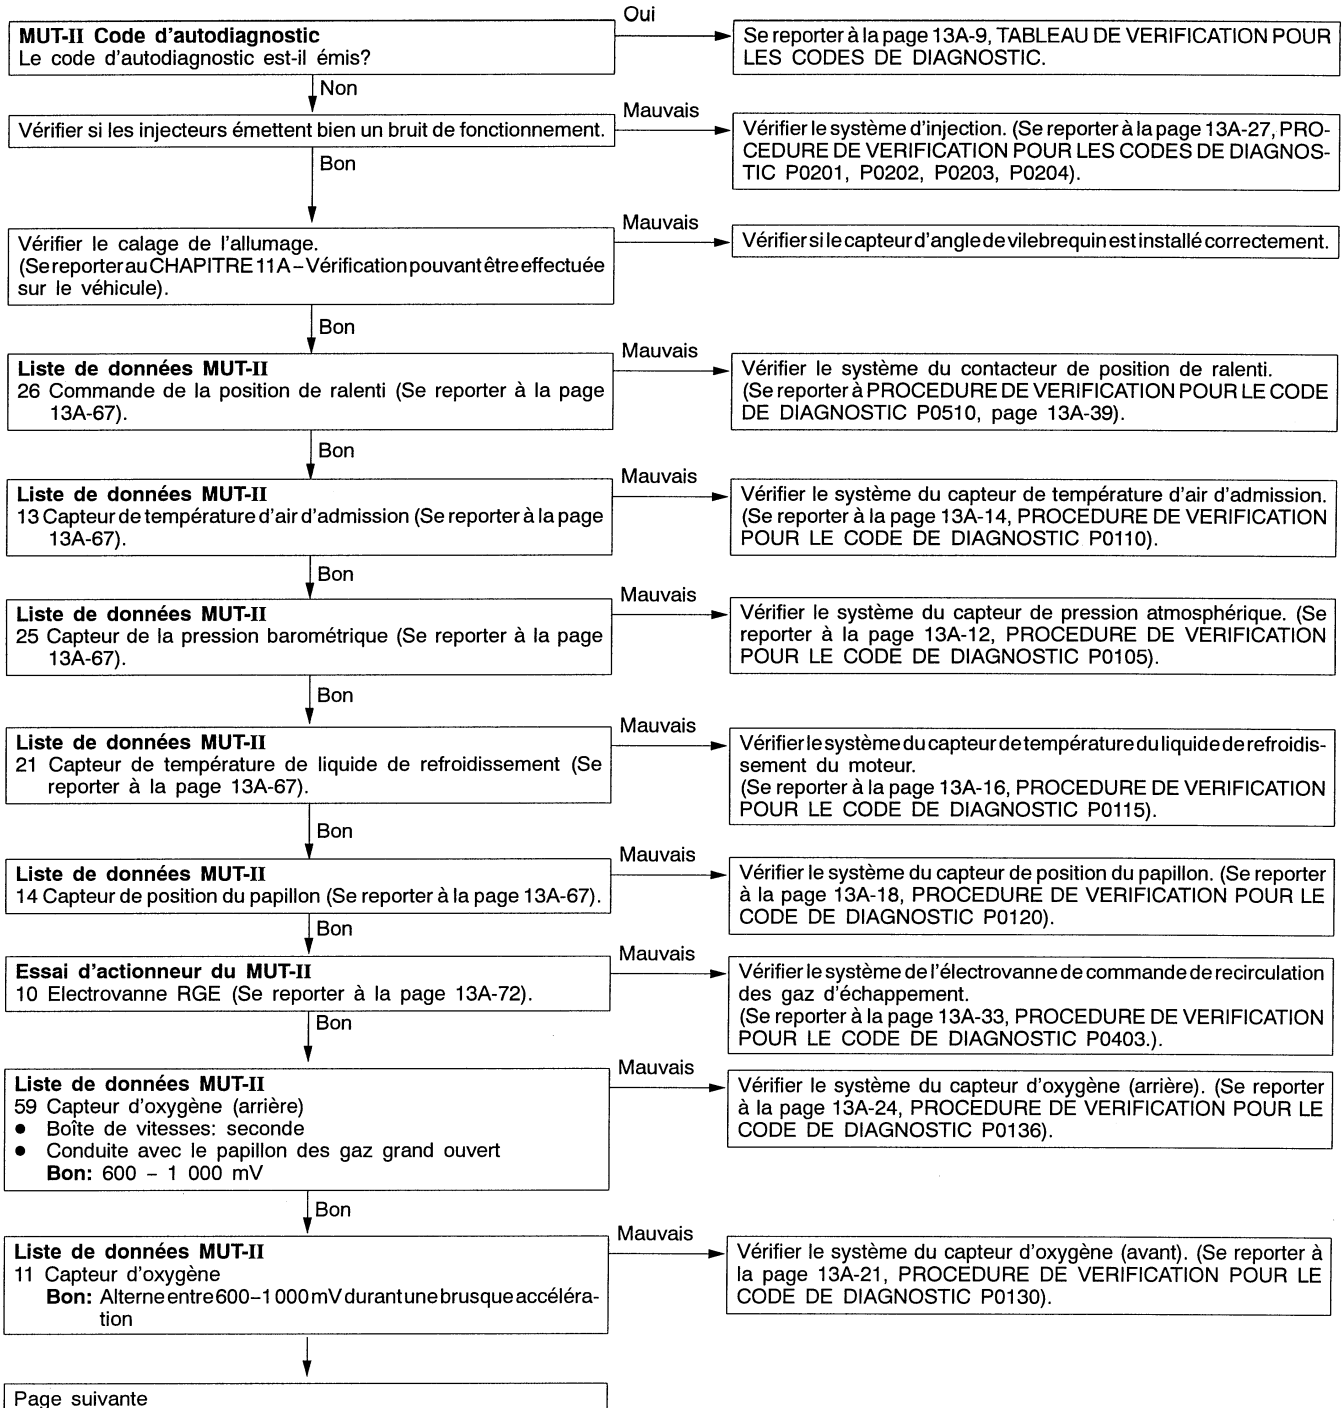 Oui
MUT-II Code d'autodiagnostic
Le code d'autodiagnostic est-il émis?
Se reporter à la page 13A-9, TABLEAU DE VERIFICATION POUR
LES CODES DE DIAGNOSTIC.
Non
Mauvais
Vérifier si les injecteurs émettent bien un bruit de fonctionnement.
Vérifier le système d'injection. (Se reporter à la page 13A-27, PRO-
CEDURE DE VERIFICATION POUR LES CODES DE DIAGNOS-
TIC P0201, P0202, P0203, P0204).
Bon
Mauvais
Vérifier le calage de l'allumage.
(Se reporter au CHAPITRE 11A – Vérification pouvant être effectuée
sur le véhicule).
Vérifier si le capteur d'angle de vilebrequin est installé correctement.
Bon
Mauvais
Liste de données MUT-II
26 Commande de la position de ralenti (Se reporter à la page
13A-67).
Vérifier le système du contacteur de position de ralenti.
(Se reporter à PROCEDURE DE VERIFICATION POUR LE CODE
DE DIAGNOSTIC P0510, page 13A-39).
Bon
Mauvais
Liste de données MUT-II
13 Capteur de température d'air d'admission (Se reporter à la page
13A-67).
Vérifier le système du capteur de température d'air d'admission.
(Se reporter à la page 13A-14, PROCEDURE DE VERIFICATION
POUR LE CODE DE DIAGNOSTIC P0110).
Bon
Mauvais
Liste de données MUT-II
25 Capteur de la pression barométrique (Se reporter à la page
13A-67).
Vérifier le système du capteur de pression atmosphérique. (Se
reporter à la page 13A-12, PROCEDURE DE VERIFICATION
POUR LE CODE DE DIAGNOSTIC P0105).
Bon
Mauvais
Liste de données MUT-II
21 Capteur de température de liquide de refroidissement (Se
reporter à la page 13A-67).
Vérifier le système du capteur de température du liquide de refroidis-
sement du moteur.
(Se reporter à la page 13A-16, PROCEDURE DE VERIFICATION
POUR LE CODE DE DIAGNOSTIC P0115).
Bon
Mauvais
Liste de données MUT-II
14 Capteur de position du papillon (Se reporter à la page 13A-67).
Vérifier le système du capteur de position du papillon. (Se reporter
à la page 13A-18, PROCEDURE DE VERIFICATION POUR LE
CODE DE DIAGNOSTIC P0120).
Bon
Mauvais
Essai d'actionneur du MUT-II
10 Electrovanne RGE (Se reporter à la page 13A-72).
Vérifier le système de l'électrovanne de commande de recirculation
des gaz d'échappement.
(Se reporter à la page 13A-33, PROCEDURE DE VERIFICATION
POUR LE CODE DE DIAGNOSTIC P0403.).
Bon
Mauvais
Liste de données MUT-II
59 Capteur d'oxygène (arrière)
● Boîte de vitesses: seconde
● Conduite avec le papillon des gaz grand ouvert
Bon: 600 – 1 000 mV
Vérifier le système du capteur d'oxygène (arrière). (Se reporter
à la page 13A-24, PROCEDURE DE VERIFICATION POUR LE
CODE DE DIAGNOSTIC P0136).
Bon
Mauvais
Liste de données MUT-II
11 Capteur d'oxygène
Bon: Alterne entre 600–1 000 mV durant une brusque accéléra-
tion
Vérifier le système du capteur d'oxygène (avant). (Se reporter à
la page 13A-21, PROCEDURE DE VERIFICATION POUR LE
CODE DE DIAGNOSTIC P0130).
Page suivante